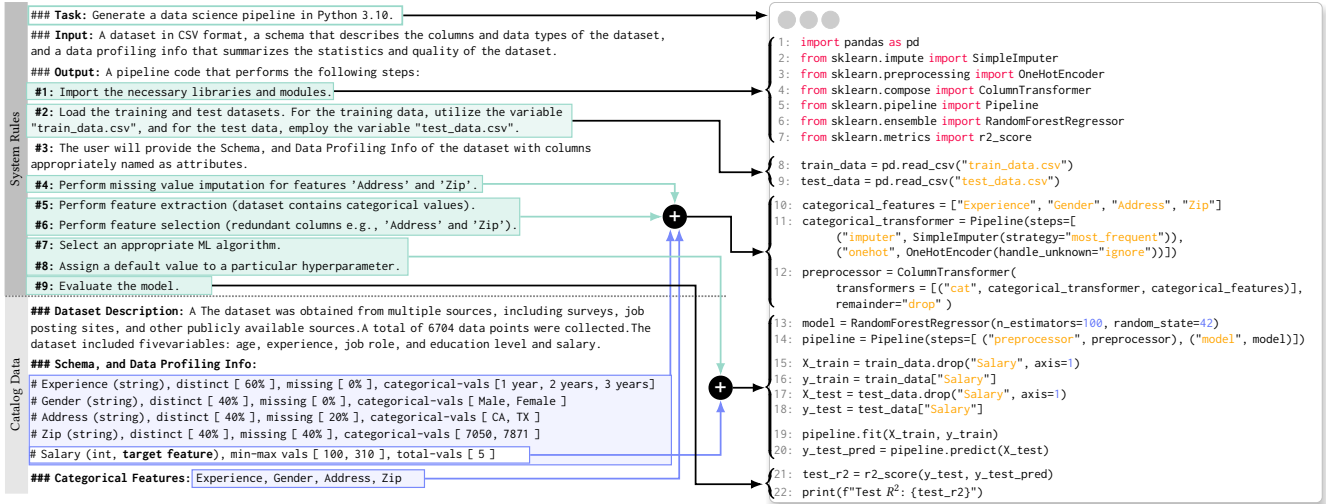 System Rules
### Task: Generate a data science pipeline in Python 3.10.
### Input: A dataset in CSV format, a schema that describes the columns and data types of the dataset,
and a data profiling info that summarizes the statistics and quality of the dataset.
### Output: A pipeline code that performs the following steps:
#1: Import the necessary libraries and modules.
#2: Load the training and test datasets. For the training data, utilize the variable
"train_data.csv", and for the test data, employ the variable "test_data.csv".
#3: The user will provide the Schema, and Data Profiling Info of the dataset with columns
appropriately named as attributes.
#4: Perform missing value imputation for features ’Address’ and ’Zip’.
#5: Perform feature extraction (dataset contains categorical values).
#6: Perform feature selection (redundant columns e.g., ’Address’ and ’Zip’).
#7: Select an appropriate ML algorithm.
#8: Assign a default value to a particular hyperparameter.
#9: Evaluate the model.
Catalog Data
### Dataset Description: A The dataset was obtained from multiple sources, including surveys, job
posting sites, and other publicly available sources.A total of 6704 data points were collected.The
dataset included fivevariables: age, experience, job role, and education level and salary.
### Schema, and Data Profiling Info:
# Experience (string), distinct [ 60% ], missing [ 0% ], categorical-vals [1 year, 2 years, 3 years]
# Gender (string), distinct [ 40% ], missing [ 0% ], categorical-vals [ Male, Female ]
# Address (string), distinct [ 40% ], missing [ 20% ], categorical-vals [ CA, TX ]
# Zip (string), distinct [ 40% ], missing [ 40% ], categorical-vals [ 7050, 7871 ]
# Salary (int, target feature), min-max vals [ 100, 310 ], total-vals [ 5 ]
### Categorical Features: Experience, Gender, Address, Zip
+
+
1: import pandas as pd
2: from sklearn.impute import SimpleImputer
3: from sklearn.preprocessing import OneHotEncoder
4: from sklearn.compose import ColumnTransformer
5: from sklearn.pipeline import Pipeline
6: from sklearn.ensemble import RandomForestRegressor
7: from sklearn.metrics import r2_score
8: train_data = pd.read_csv("train_data.csv")
9: test_data = pd.read_csv("test_data.csv")
10: categorical_features = ["Experience", "Gender", "Address", "Zip"]
11: categorical_transformer = Pipeline(steps=[
("imputer", SimpleImputer(strategy="most_frequent")),
("onehot", OneHotEncoder(handle_unknown="ignore"))])
12: preprocessor = ColumnTransformer(
transformers = [("cat", categorical_transformer, categorical_features)],
remainder="drop" )
13: model = RandomForestRegressor(n_estimators=100, random_state=42)
14: pipeline = Pipeline(steps=[ ("preprocessor", preprocessor), ("model", model)])
15: X_train = train_data.drop("Salary", axis=1)
16: y_train = train_data["Salary"]
17: X_test = test_data.drop("Salary", axis=1)
18: y_test = test_data["Salary"]
19: pipeline.fit(X_train, y_train)
20: y_test_pred = pipeline.predict(X_test)
21: test_r2 = r2_score(y_test, y_test_pred)
22: print(f"Test R²: {test_r2}")